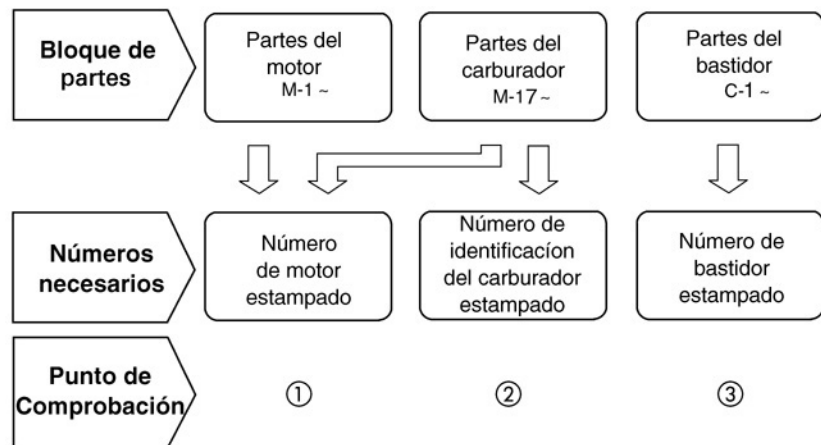 Bloque de
partes
Partes del
motor
M-1 ~
Partes del
carburador
M-17 ~
Partes del
bastidor
C-1 ~
Números
necesarios
Número
de motor
estampado
Número de
identificacíon
del carburador
estampado
Número de
bastidor
estampado
Punto de
Comprobación
①
②
③